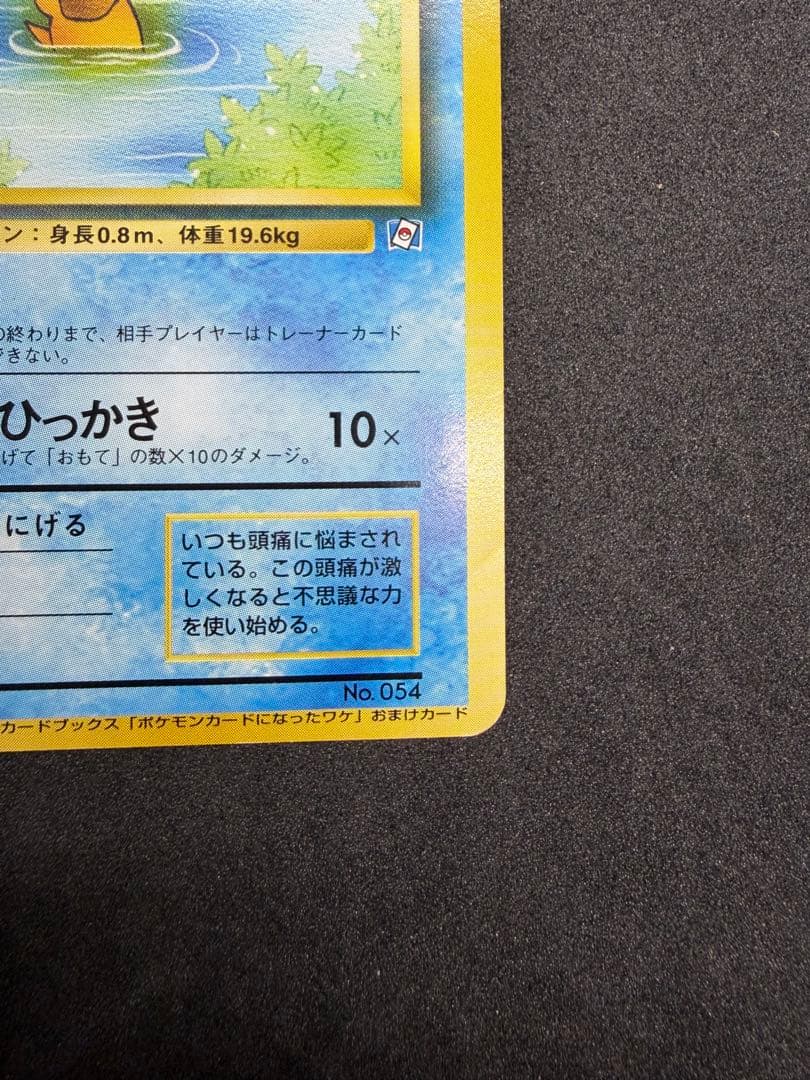 ン：身長0.8m、体重19.6kg
の終わりまで、相手プレイヤーはトレーナーカード
できない。
ひっかき 10×
げて「おもて」の数×10のダメージ。
にげる
いつも頭痛に悩まされ
ている。この頭痛が激
しくなると不思議な力
を使い始める。
No. 054
カードブックス「ポケモンカードになったワケ」おまけカード